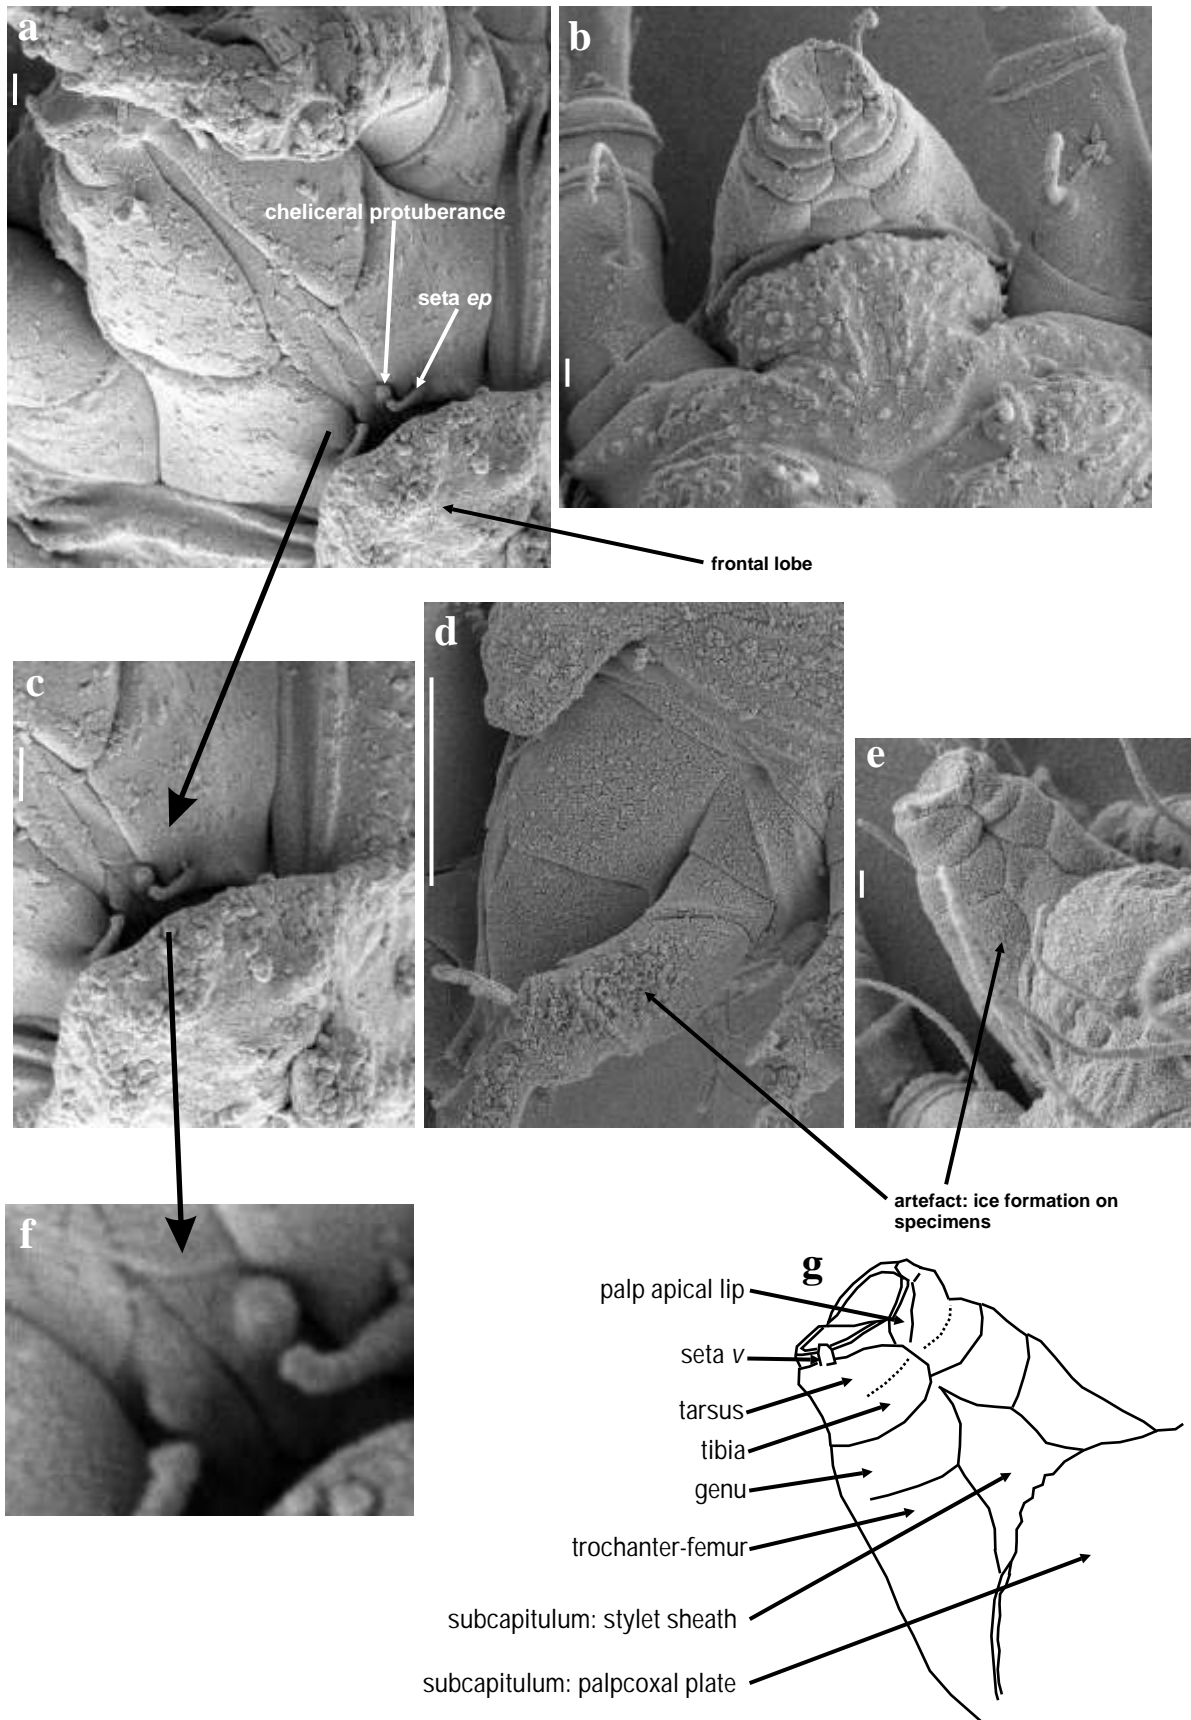 a
b
cheliceral protuberance
seta ep
frontal lobe
c
d
e
artefact: ice formation on
specimens
f
g
palp apical lip
seta v
tarsus
tibia
genu
trochanter-femur
subcapitulum: stylet sheath
subcapitulum: palpcoxal plate